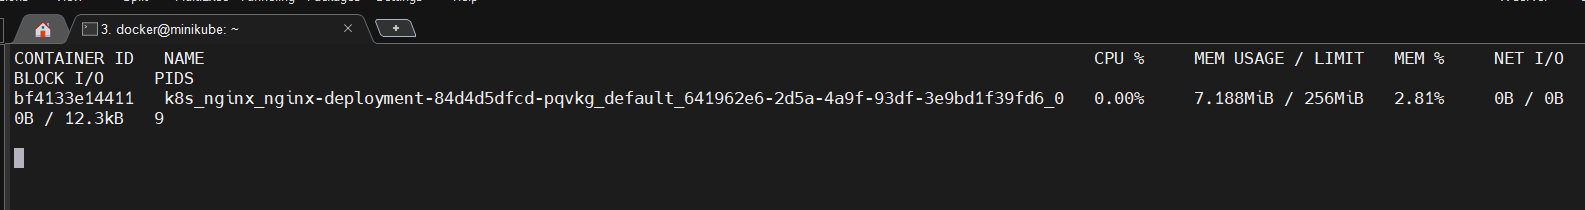 3. docker@minikube: ~
CONTAINER ID NAME CPU % MEM USAGE / LIMIT MEM % NET I/O
BLOCK I/O PIDS
bf4133e14411 k8s_nginx_nginx-deployment-84d4d5dfcd-pqvkg_default_641962e6-2d5a-4a9f-93df-3e9bd1f39fd6_0 0.00% 7.188MiB / 256MiB 2.81% 0B / 0B
0B / 12.3kB 9